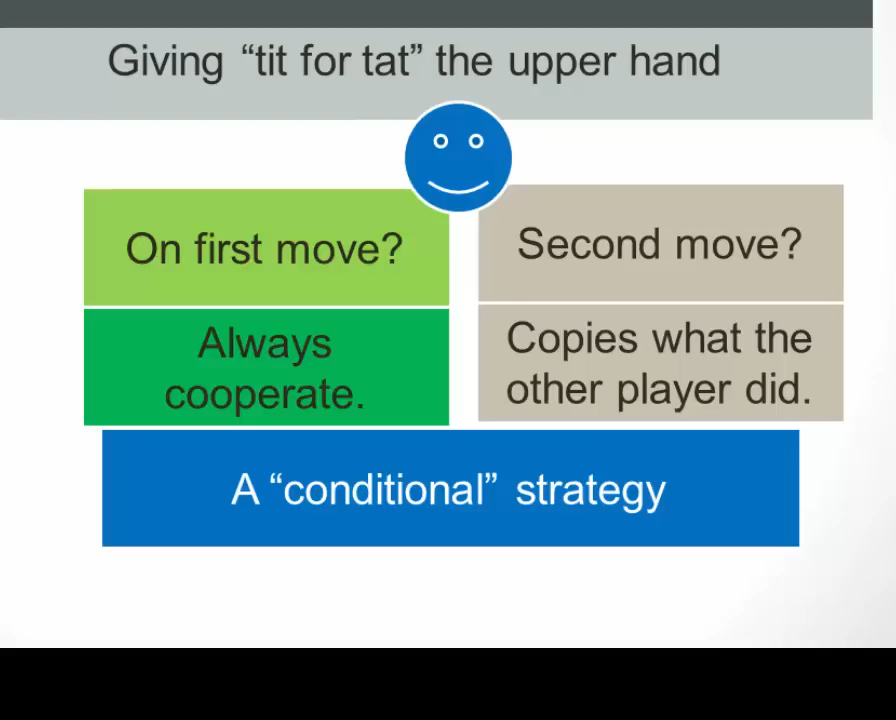 Giving “tit for tat” the upper hand
On first move?
Always
cooperate.
Second move?
Copies what the
other player did.
A “conditional” strategy